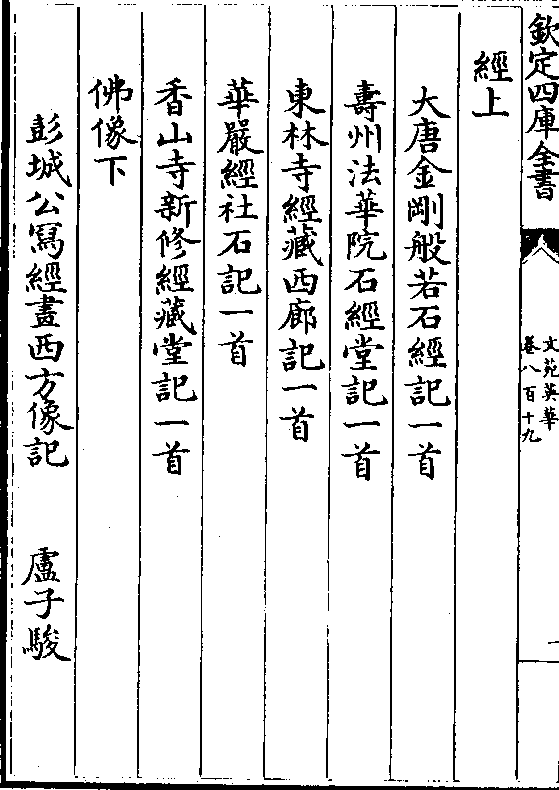 欽定四庫全書
文苑英華
卷八百十九
一
經上
大唐金剛般若石經記一首
壽州法華院石經堂記一首
東林寺經藏西廊記一首
華嚴經社石記一首
香山寺新修經藏堂記一首
佛像下
彭城公寫經畫西方像記　盧子駿